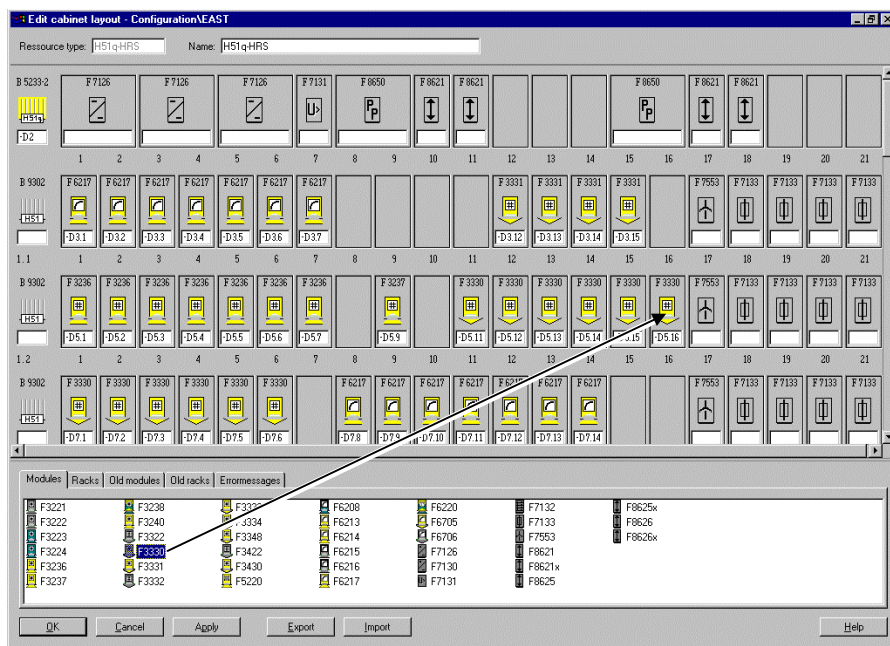 Edit cabinet layout - Configuration\EAST
Ressource type: H51q-HRS Name: H51q-HRS
B 5233-2 F 7126 F 7126 F 7126 F 7131 F 8650 F 8621 F 8621 F 8650 F 8621 F 8621
H51q
-D2
1 2 3 4 5 6 7 8 9 10 11 12 13 14 15 16 17 18 19 20 21
B 9302 F 6217 F 6217 F 6217 F 6217 F 6217 F 6217 F 6217 F 3331 F 3331 F 3331 F 3331 F 7553 F 7133 F 7133 F 7133 F 7133
H51
-D3.1 -D3.2 -D3.3 -D3.4 -D3.5 -D3.6 -D3.7 -D3.12 -D3.13 -D3.14 -D3.15
1.1 1 2 3 4 5 6 7 8 9 10 11 12 13 14 15 16 17 18 19 20 21
B 9302 F 3236 F 3236 F 3236 F 3236 F 3236 F 3236 F 3236 F 3237 F 3330 F 3330 F 3330 F 3330 F 3330 F 3330 F 7553 F 7133 F 7133 F 7133 F 7133
H51
-D5.1 -D5.2 -D5.3 -D5.4 -D5.5 -D5.6 -D5.7 -D5.9 -D5.11 -D5.12 -D5.13 -D5.14 -D5.15 -D5.16
1.2 1 2 3 4 5 6 7 8 9 10 11 12 14 15 16 17 18 19 20 21
B 9302 F 3330 F 3330 F 3330 F 3330 F 3330 F 3330 F 6217 F 6217 F 6217 F 6217 F 6217 F 6217 F 6217 F 7553 F 7133 F 7133 F 7133 F 7133
H51
-D7.1 -D7.2 -D7.3 -D7.4 -D7.5 -D7.6 -D7.8 -D7.9 -D7.10 -D7.11 -D7.12 -D7.13 -D7.14
Modules Racks Old modules Old racks Errormessages
F3221 F3238 F6208 F6220 F7132 F8625x
F3222 F3240 F3334 F6213 F6705 F7133 F8626
F3223 F3322 F3348 F6214 F6706 F7553 F8626x
F3224 F3330 F3422 F6215 F7126 F8621
F3236 F3331 F3430 F6216 F7130 F8621x
F3237 F3332 F5220 F6217 F7131 F8625
OK Cancel Apply Export Import Help